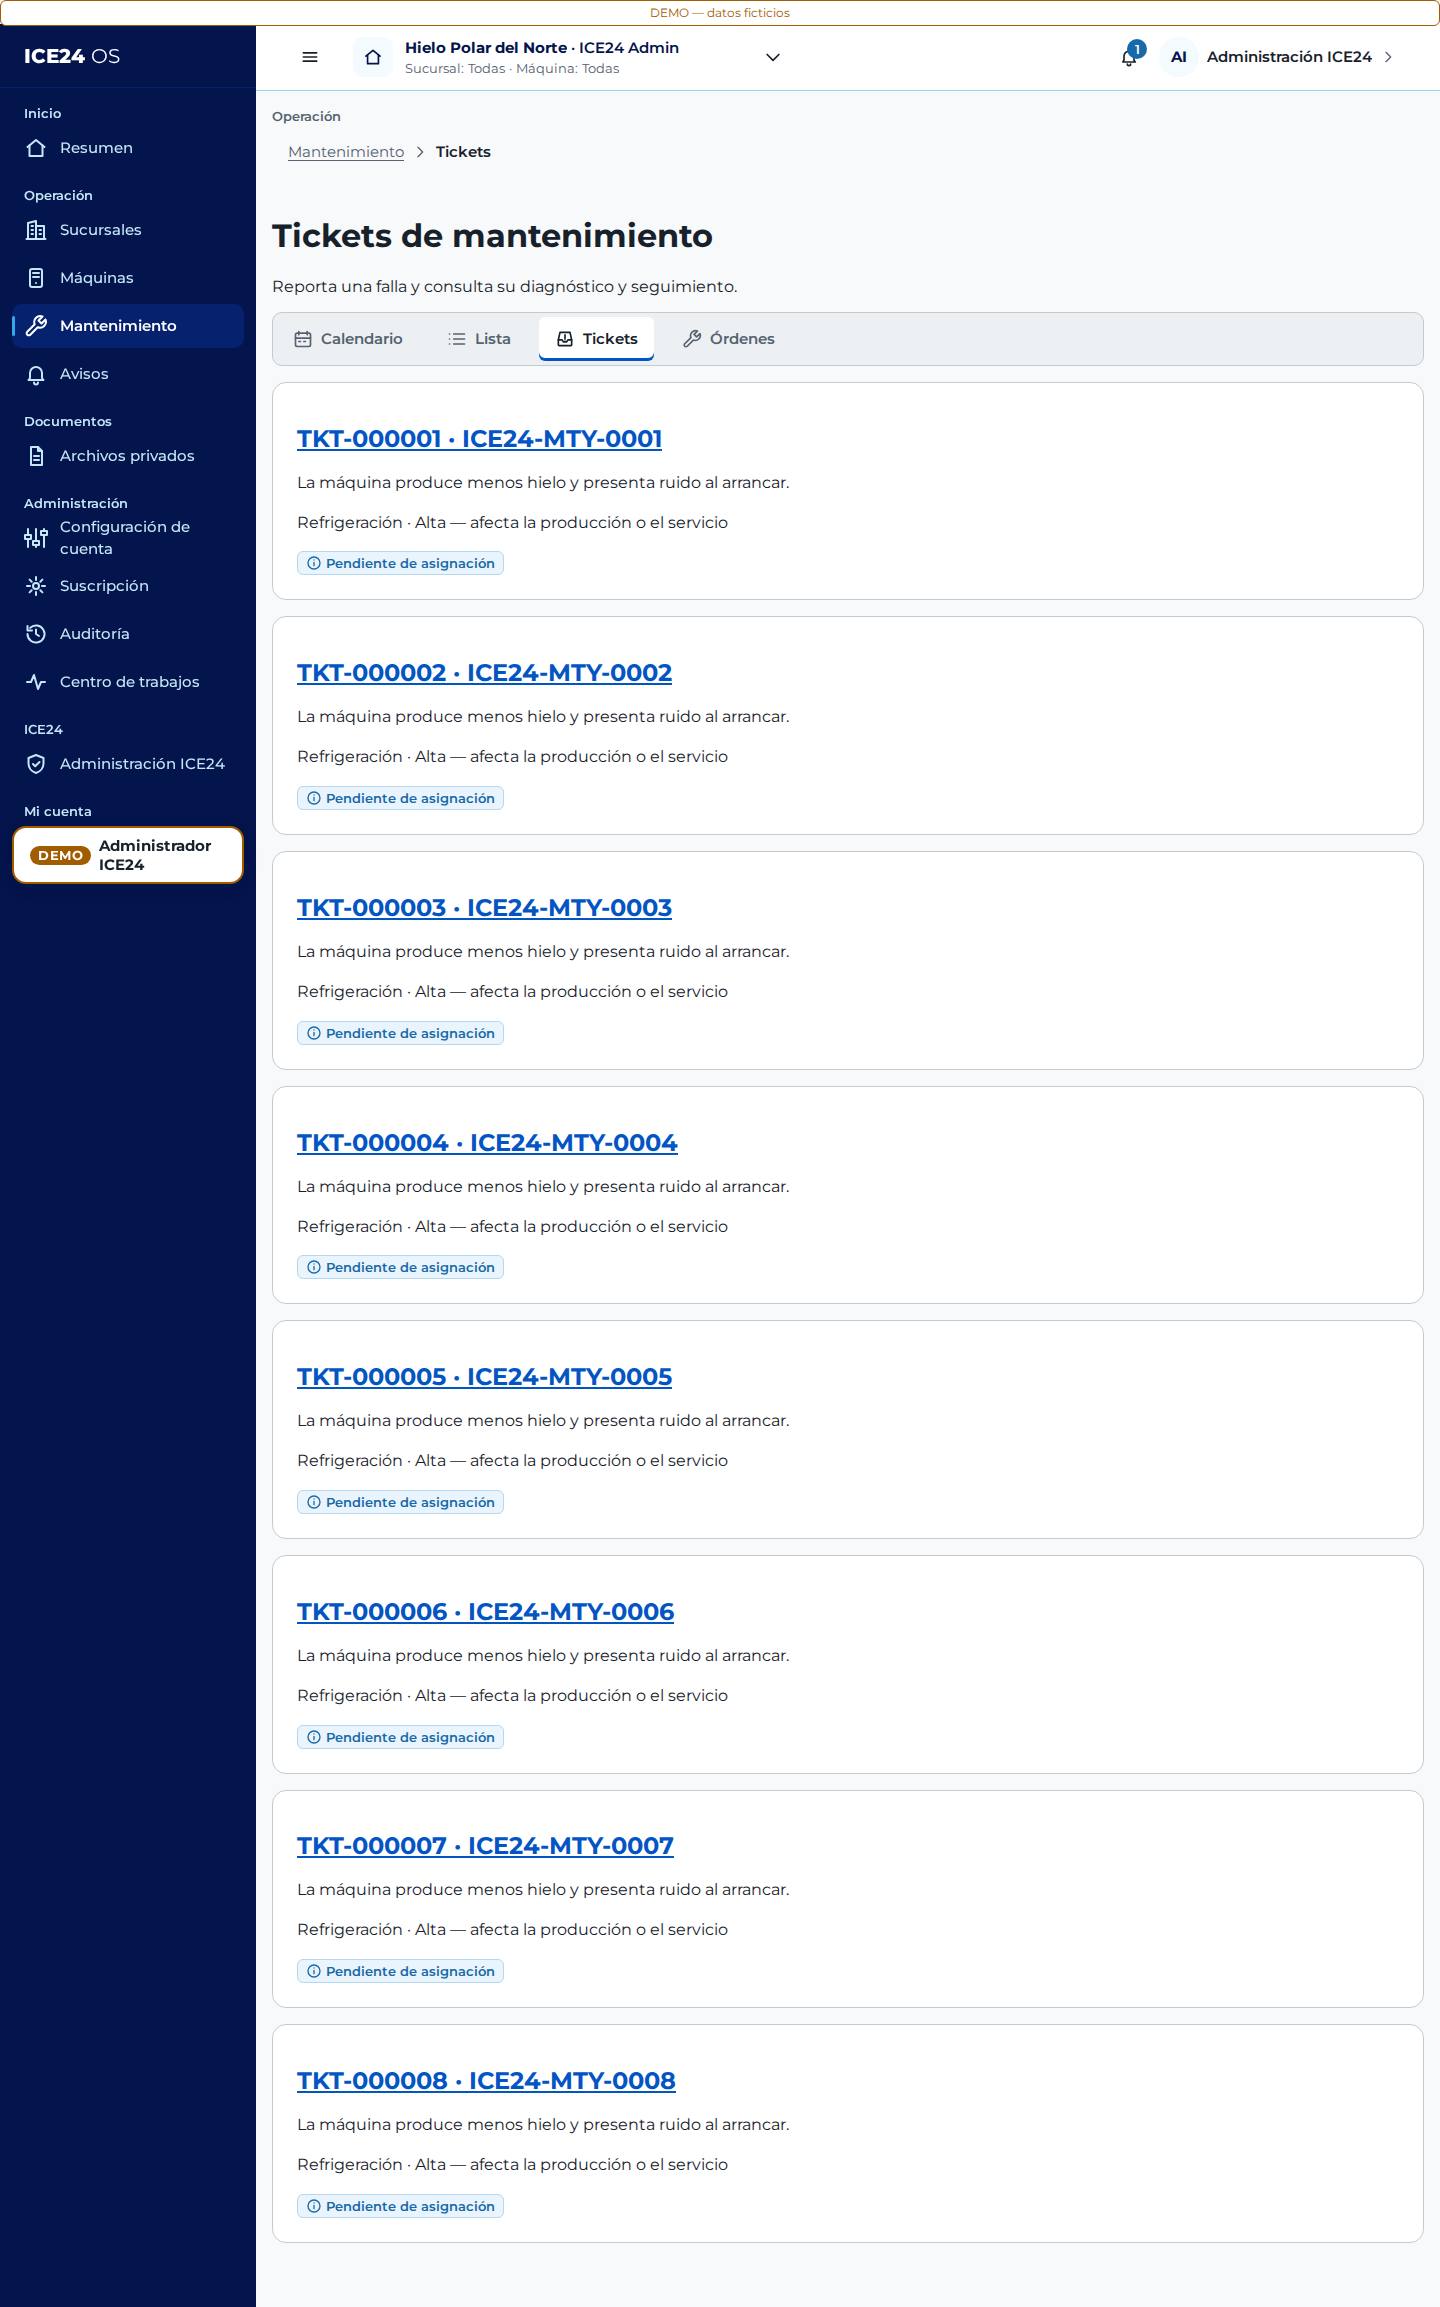 DEMO — datos ficticios
ICE24 OS
Inicio
Resumen
Operación
Sucursales
Máquinas
Mantenimiento
Avisos
Documentos
Archivos privados
Administración
Configuración de
cuenta
Suscripción
Auditoría
Centro de trabajos
ICE24
Administración ICE24
Mi cuenta
DEMO Administrador
ICE24
Hielo Polar del Norte · ICE24 Admin
Sucursal: Todas · Máquina: Todas
1
AI Administración ICE24
Operación
Mantenimiento > Tickets
Tickets de mantenimiento
Reporta una falla y consulta su diagnóstico y seguimiento.
Calendario Lista Tickets Órdenes
TKT-000001 · ICE24-MTY-0001
La máquina produce menos hielo y presenta ruido al arrancar.
Refrigeración · Alta — afecta la producción o el servicio
Pendiente de asignación
TKT-000002 · ICE24-MTY-0002
La máquina produce menos hielo y presenta ruido al arrancar.
Refrigeración · Alta — afecta la producción o el servicio
Pendiente de asignación
TKT-000003 · ICE24-MTY-0003
La máquina produce menos hielo y presenta ruido al arrancar.
Refrigeración · Alta — afecta la producción o el servicio
Pendiente de asignación
TKT-000004 · ICE24-MTY-0004
La máquina produce menos hielo y presenta ruido al arrancar.
Refrigeración · Alta — afecta la producción o el servicio
Pendiente de asignación
TKT-000005 · ICE24-MTY-0005
La máquina produce menos hielo y presenta ruido al arrancar.
Refrigeración · Alta — afecta la producción o el servicio
Pendiente de asignación
TKT-000006 · ICE24-MTY-0006
La máquina produce menos hielo y presenta ruido al arrancar.
Refrigeración · Alta — afecta la producción o el servicio
Pendiente de asignación
TKT-000007 · ICE24-MTY-0007
La máquina produce menos hielo y presenta ruido al arrancar.
Refrigeración · Alta — afecta la producción o el servicio
Pendiente de asignación
TKT-000008 · ICE24-MTY-0008
La máquina produce menos hielo y presenta ruido al arrancar.
Refrigeración · Alta — afecta la producción o el servicio
Pendiente de asignación